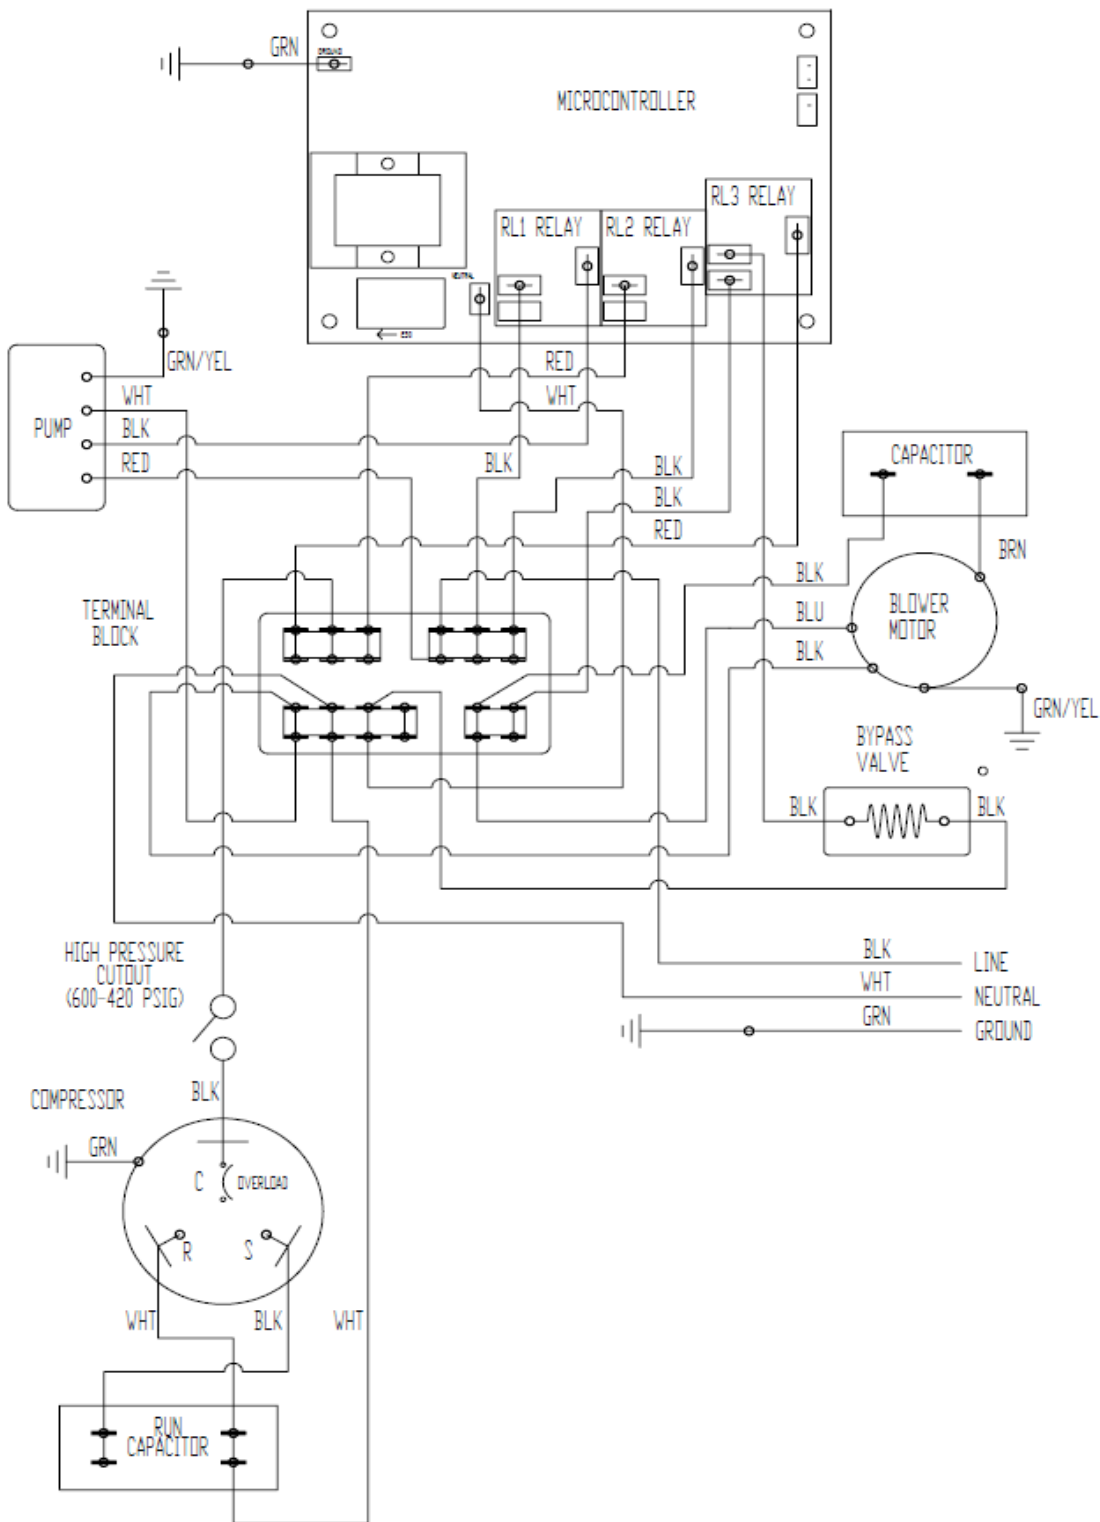 GRN
GROUND
MICROCONTROLLER
RL3 RELAY
RL1 RELAY
RL2 RELAY
NEUTRAL
GRN/YEL
RED
WHT
WHT
PUMP
BLK
CAPACITOR
RED
BLK
BLK
BLK
RED
BRN
BLK
TERMINAL
BLOCK
BLU
BLOWER
MOTOR
BLK
GRN/YEL
BYPASS
VALVE
BLK
BLK
HIGH PRESSURE
CUTOUT
(600-420 PSIG)
BLK
LINE
WHT
NEUTRAL
GRN
GROUND
BLK
COMPRESSOR
GRN
C
OVERLOAD
R
S
WHT
BLK
WHT
RUN
CAPACITOR